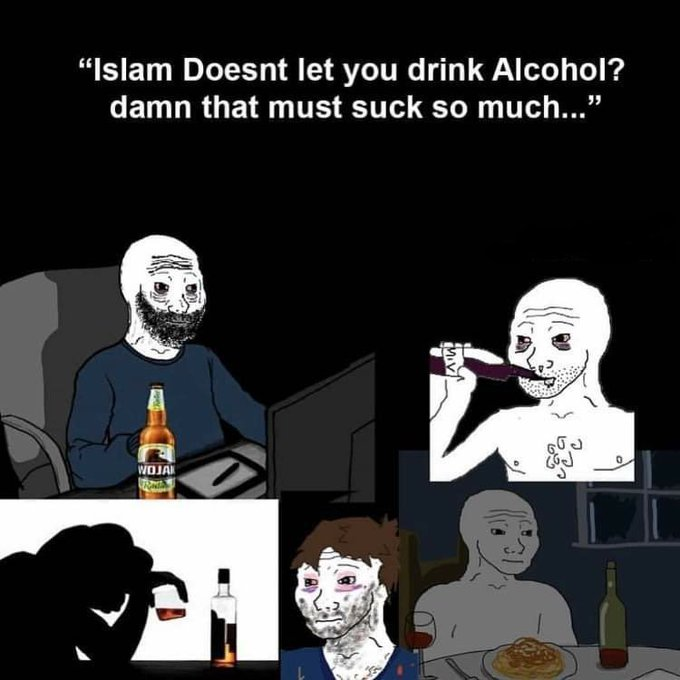 “Islam Doesnt let you drink Alcohol?
damn that must suck so much...”
WOJAK